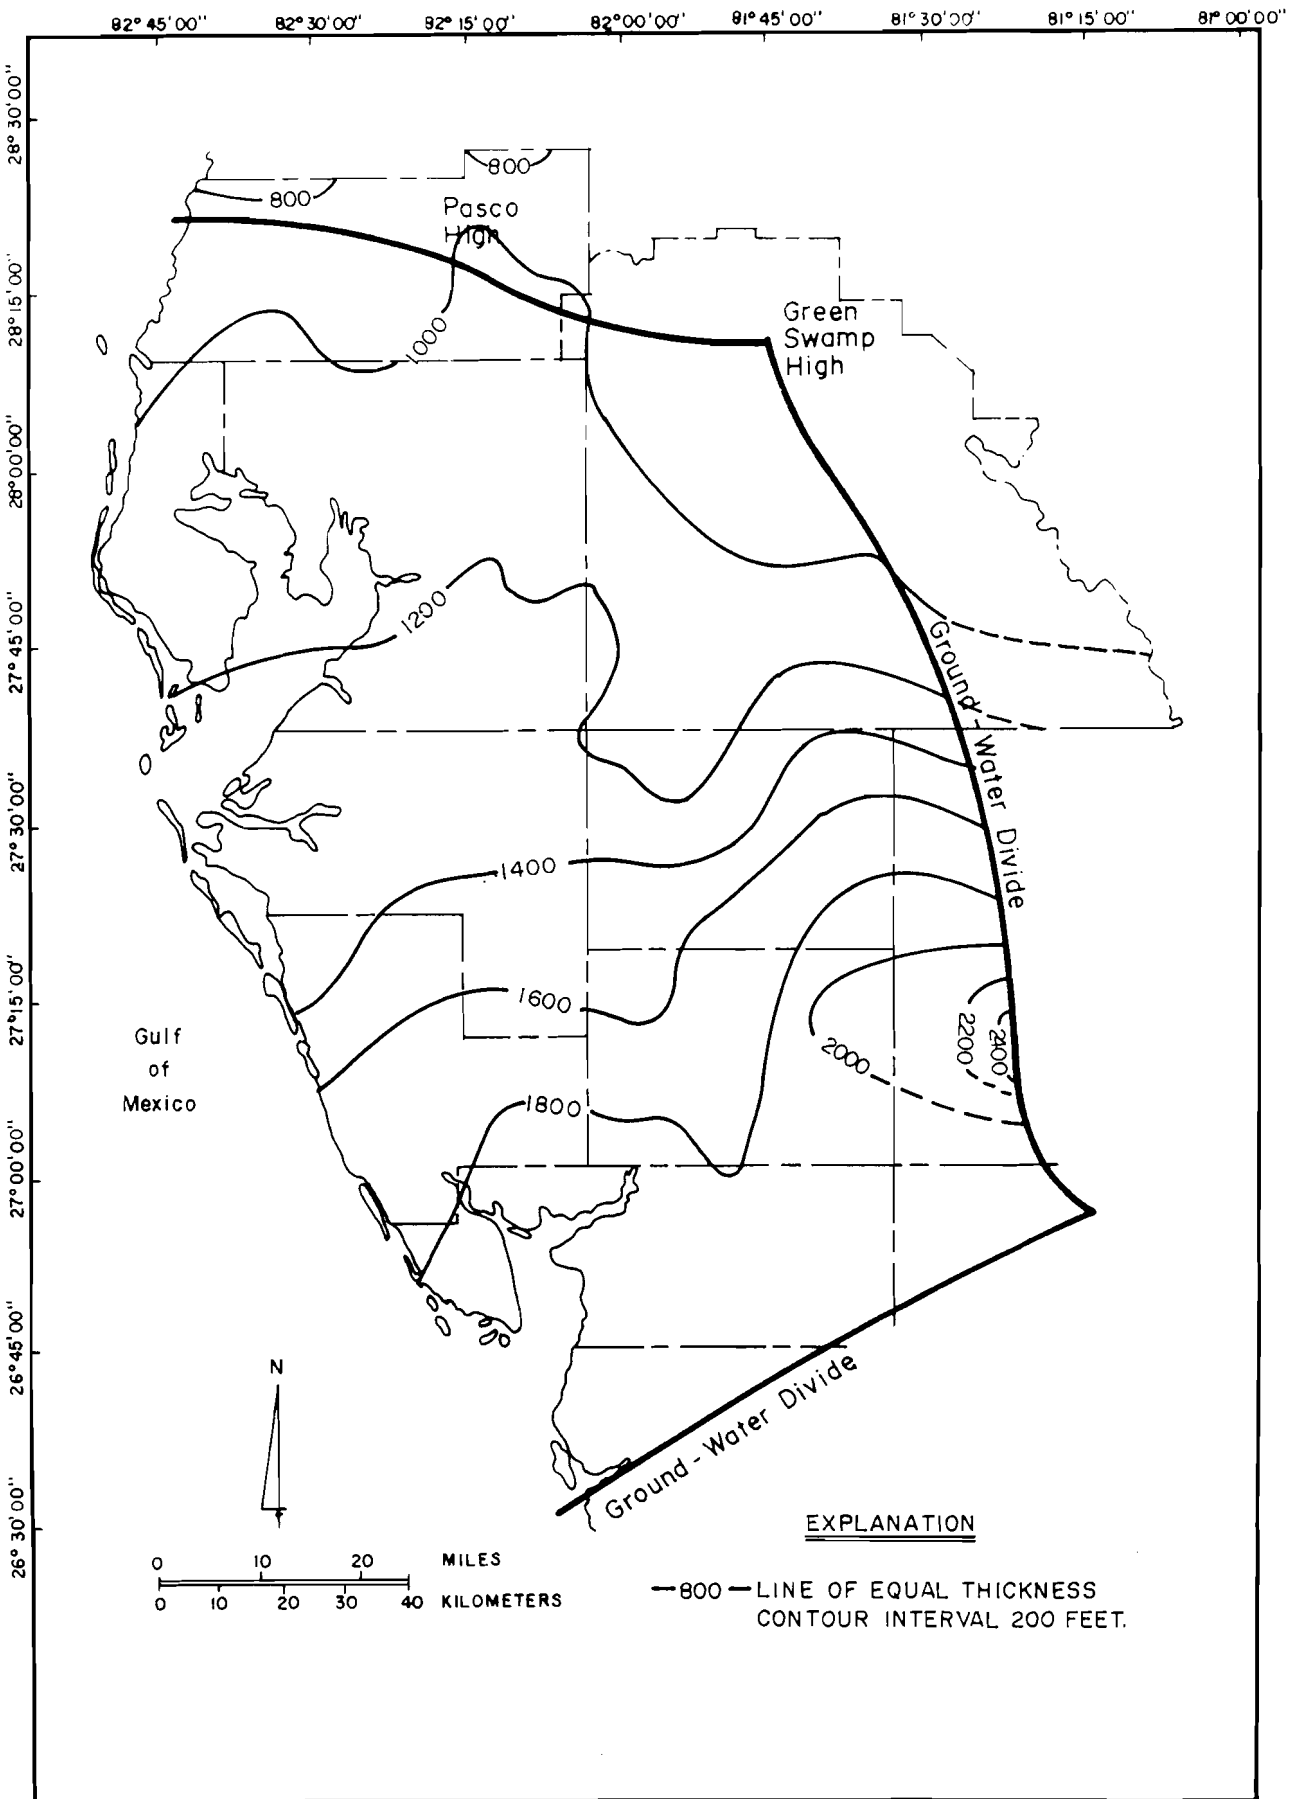 82° 45' 00"
82° 30' 00"
82° 15' 00"
82° 00' 00"
81° 45' 00"
81° 30' 00"
81° 15' 00"
81° 00' 00"
28° 30' 00"
28° 15' 00"
28° 00' 00"
27° 45' 00"
27° 30' 00"
27° 15' 00"
27° 00' 00"
26° 45' 00"
26° 30' 00"
800
800
Pasco
High
1000
Green
Swamp
High
1200
Ground-Water Divide
1400
1600
2000
2200
2400
1800
Gulf
of
Mexico
Ground-Water Divide
N
0 10 20 MILES
0 10 20 30 40 KILOMETERS
EXPLANATION
800 LINE OF EQUAL THICKNESS
CONTOUR INTERVAL 200 FEET.